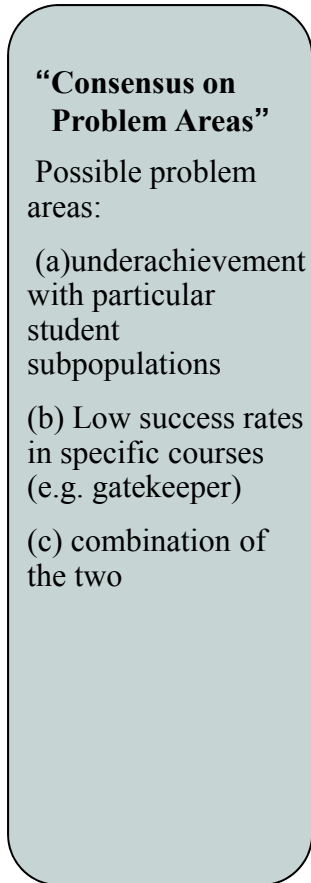 “Consensus on
Problem Areas”
Possible problem
areas:
(a)underachievement
with particular
student
subpopulations
(b) Low success rates
in specific courses
(e.g. gatekeeper)
(c) combination of
the two